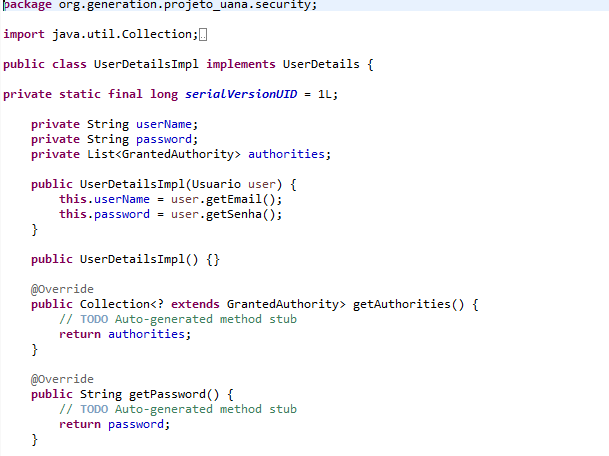 package org.generation.projeto_uana.security;
import java.util.Collection;
public class UserDetailsImpl implements UserDetails {
private static final long serialVersionUID = 1L;
private String userName;
private String password;
private List<GrantedAuthority> authorities;
public UserDetailsImpl(Usuario user) {
this.userName = user.getEmail();
this.password = user.getSenha();
}
public UserDetailsImpl() {}
@Override
public Collection<? extends GrantedAuthority> getAuthorities() {
// TODO Auto-generated method stub
return authorities;
}
@Override
public String getPassword() {
// TODO Auto-generated method stub
return password;
}